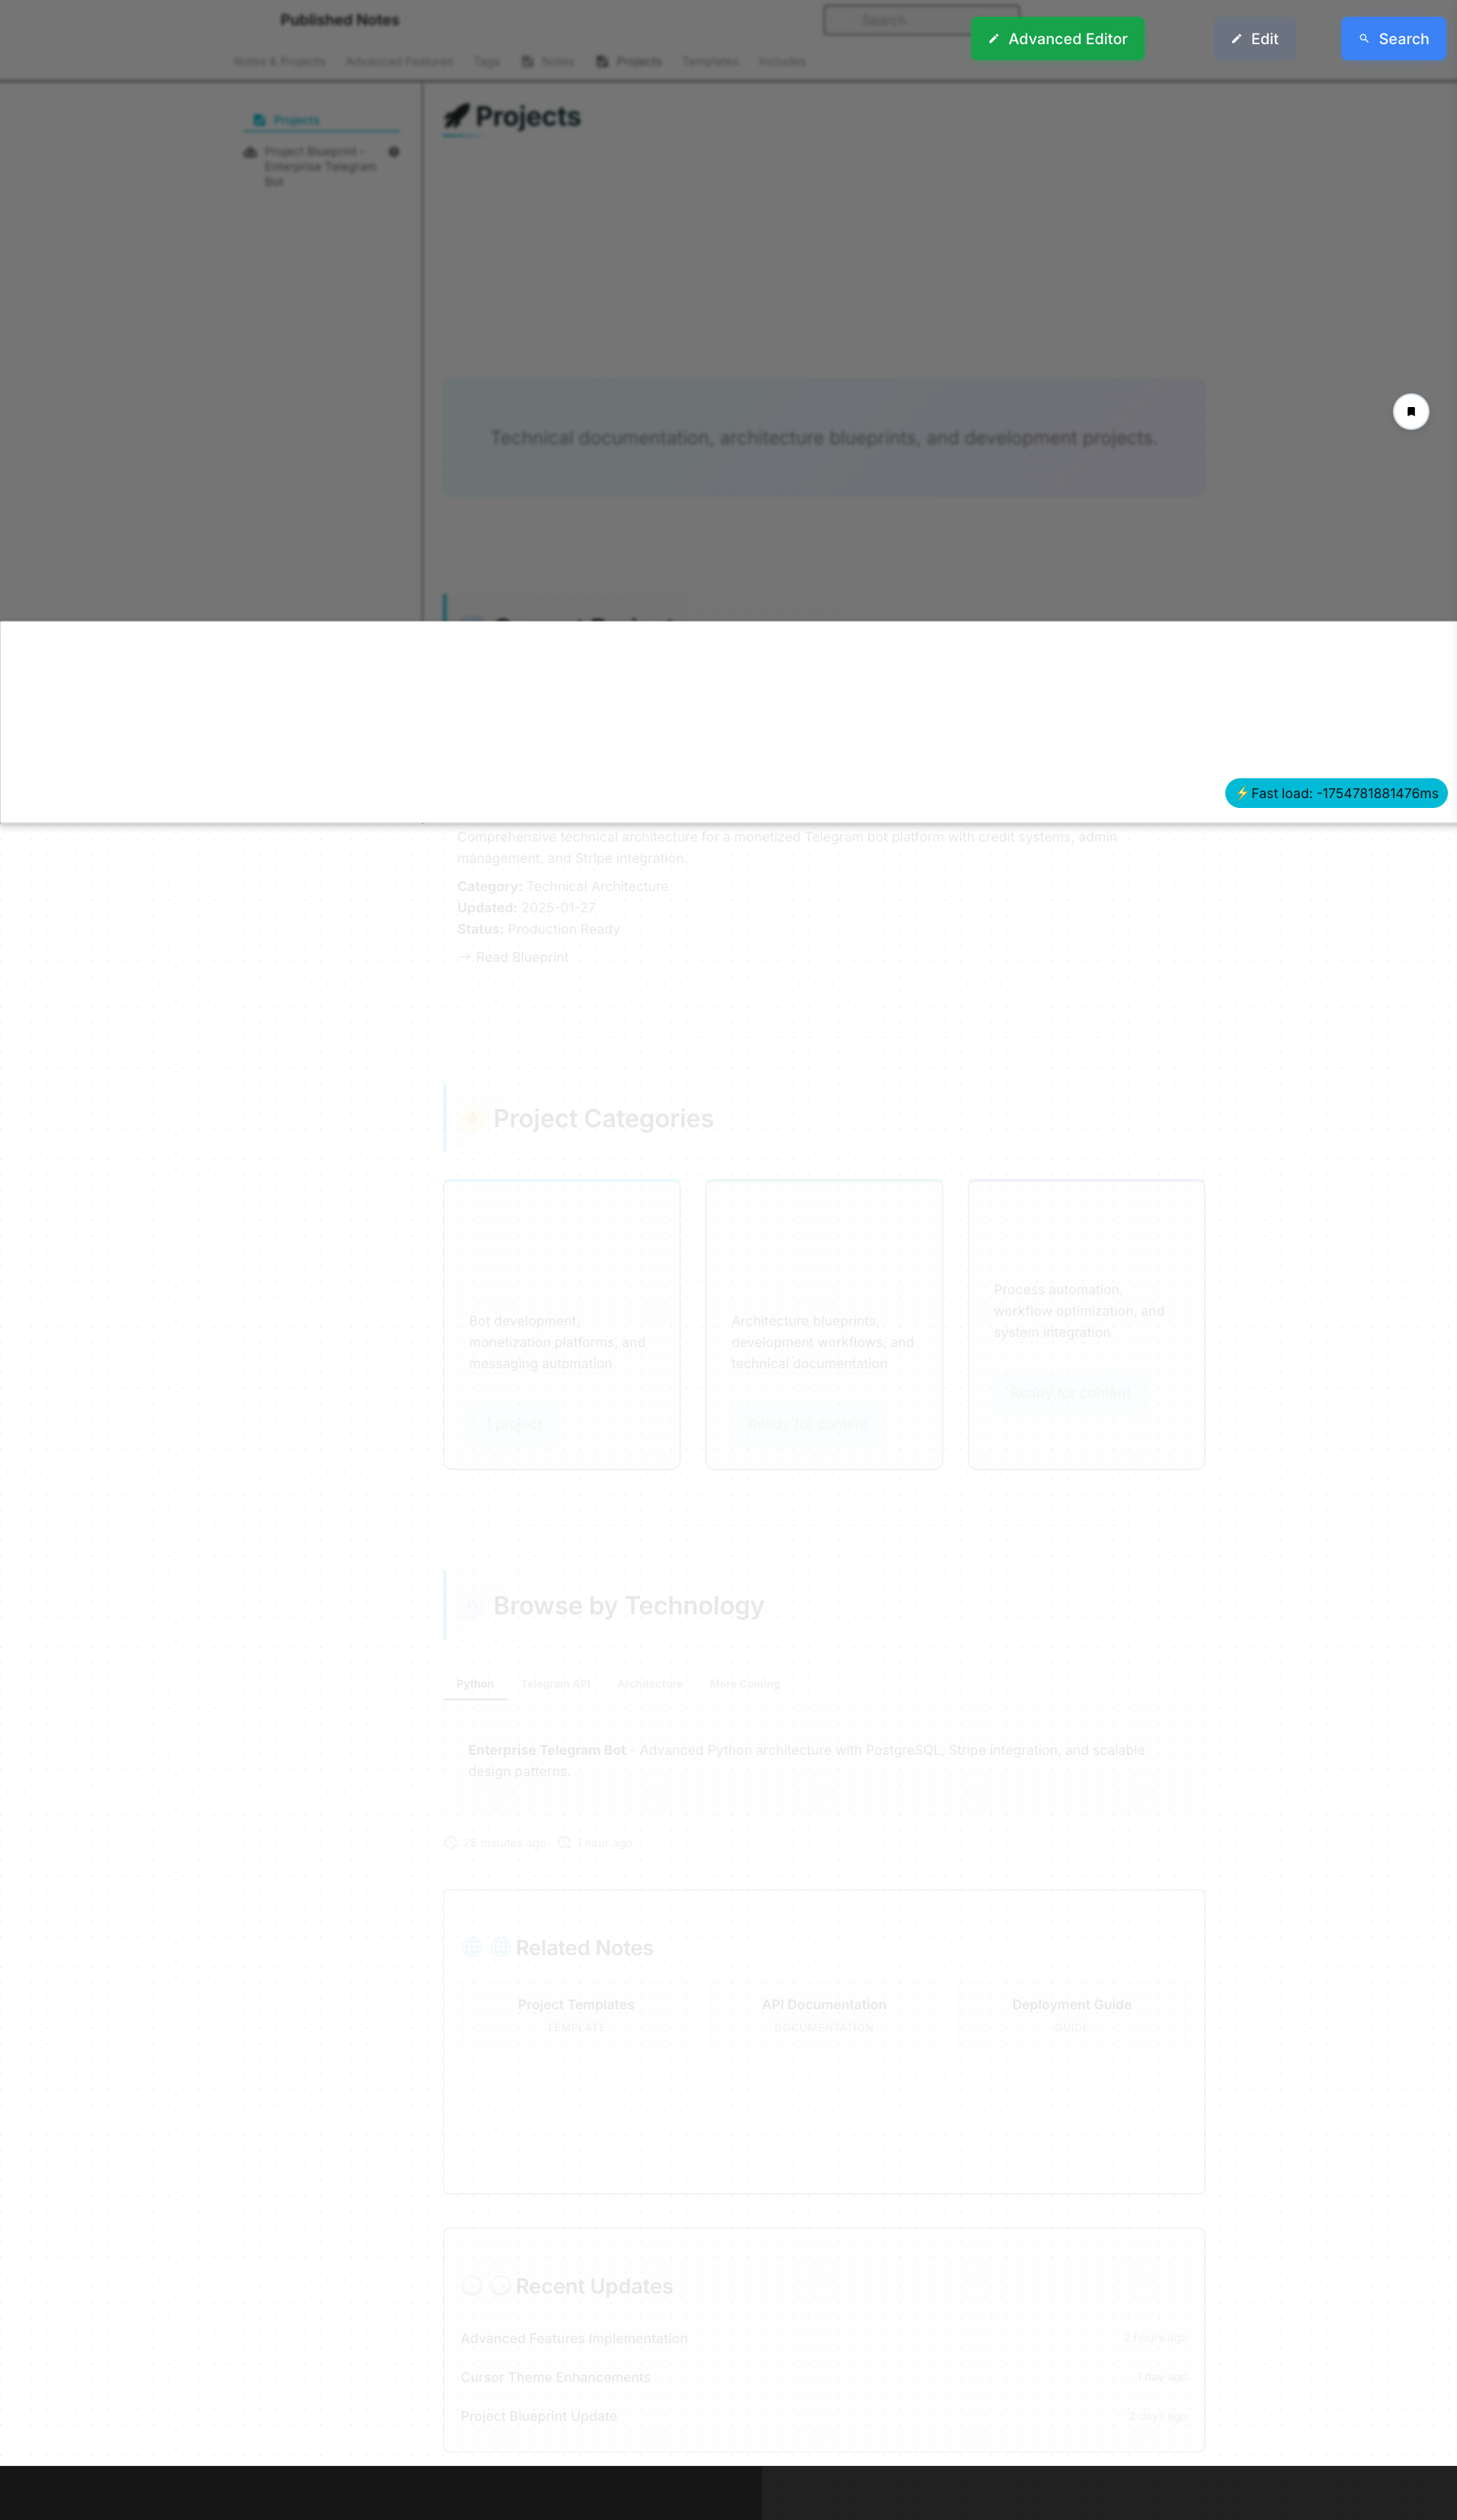 Published Notes
Search
Advanced Editor
Edit
Search
Notes & Projects
Advanced Features
Tags
Notes
Projects
Templates
Includes
Projects
Project Blueprint -
Enterprise Telegram
Bot
Projects
Technical documentation, architecture blueprints, and development projects.
Fast load: -1754781881476ms
Comprehensive technical architecture for a monetized Telegram bot platform with credit systems, admin
management, and Stripe integration.
Category: Technical Architecture
Updated: 2025-01-27
Status: Production Ready
→ Read Blueprint
Project Categories
Bot development,
monetization platforms, and
messaging automation
1 project
Architecture blueprints,
development workflows, and
technical documentation
Ready for content
Process automation,
workflow optimization, and
system integration
Ready for content
Browse by Technology
Python
Telegram API
Architecture
More Coming
Enterprise Telegram Bot - Advanced Python architecture with PostgreSQL, Stripe integration, and scalable
design patterns.
28 minutes ago
1 hour ago
Related Notes
Project Templates
TEMPLATE
API Documentation
DOCUMENTATION
Deployment Guide
GUIDE
Recent Updates
Advanced Features Implementation
2 hours ago
Cursor Theme Enhancements
1 day ago
Project Blueprint Update
2 days ago